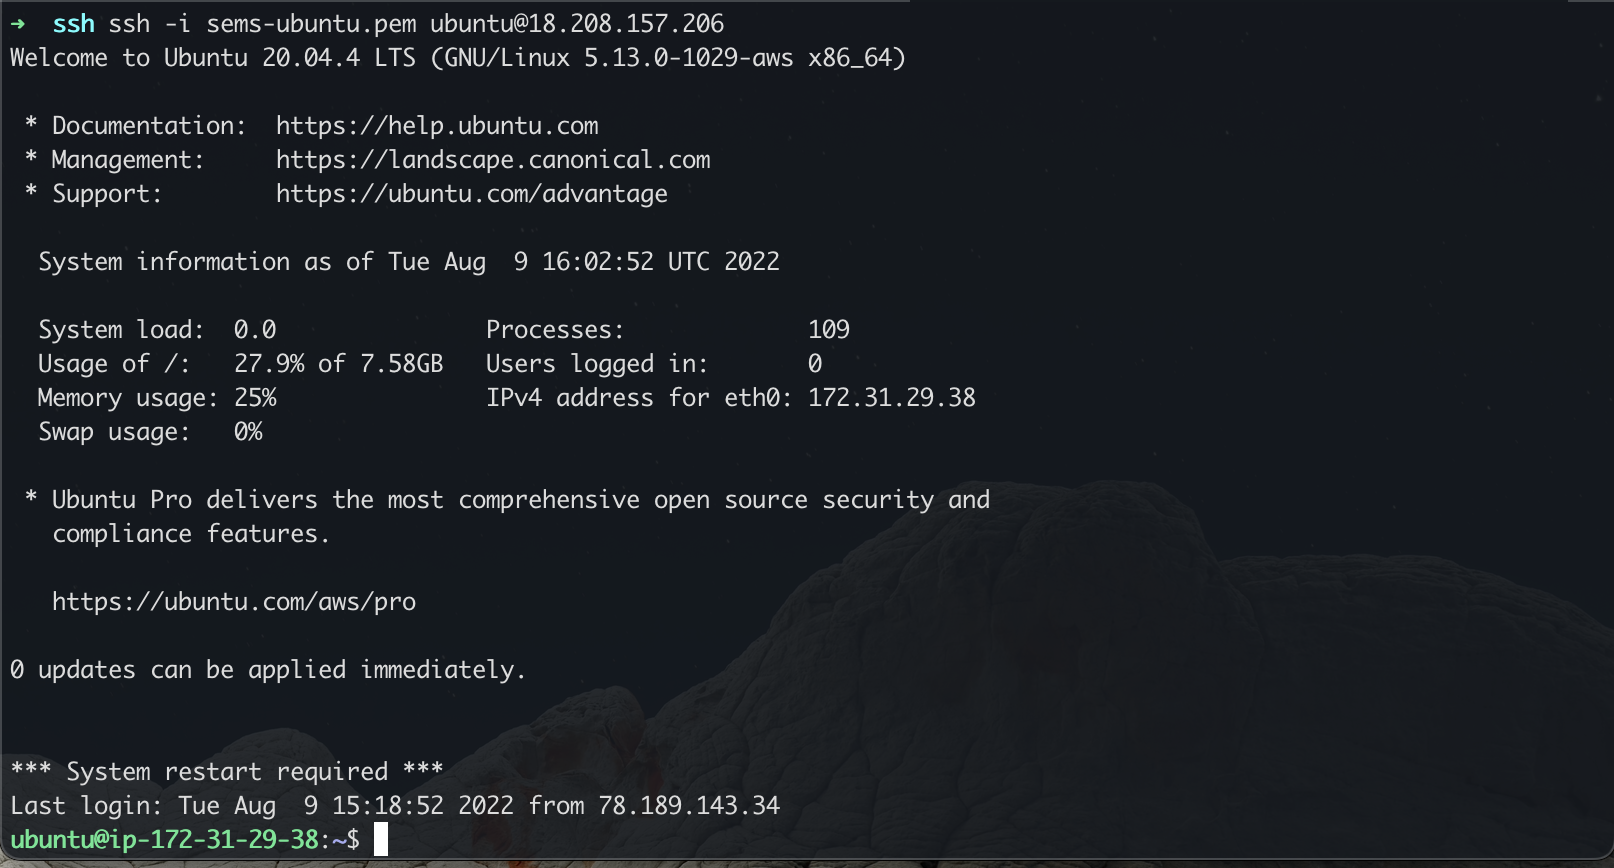 ➜  ssh ssh -i sems-ubuntu.pem ubuntu@18.208.157.206
Welcome to Ubuntu 20.04.4 LTS (GNU/Linux 5.13.0-1029-aws x86_64)
 * Documentation:  https://help.ubuntu.com
 * Management:     https://landscape.canonical.com
 * Support:        https://ubuntu.com/advantage
  System information as of Tue Aug  9 16:02:52 UTC 2022
  System load:  0.0               Processes:             109
  Usage of /:   27.9% of 7.58GB   Users logged in:       0
  Memory usage: 25%               IPv4 address for eth0: 172.31.29.38
  Swap usage:   0%
 * Ubuntu Pro delivers the most comprehensive open source security and
   compliance features.
   https://ubuntu.com/aws/pro
0 updates can be applied immediately.
*** System restart required ***
Last login: Tue Aug  9 15:18:52 2022 from 78.189.143.34
ubuntu@ip-172-31-29-38:~$